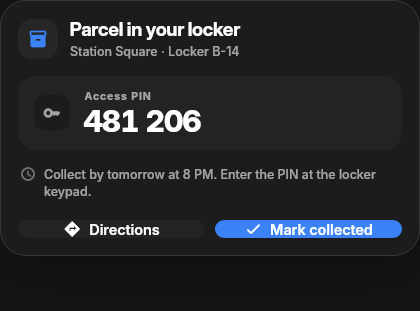 Parcel in your locker
Station Square · Locker B-14
Access PIN
481 206
Collect by tomorrow at 8 PM. Enter the PIN at the locker
keypad.
Directions
Mark collected